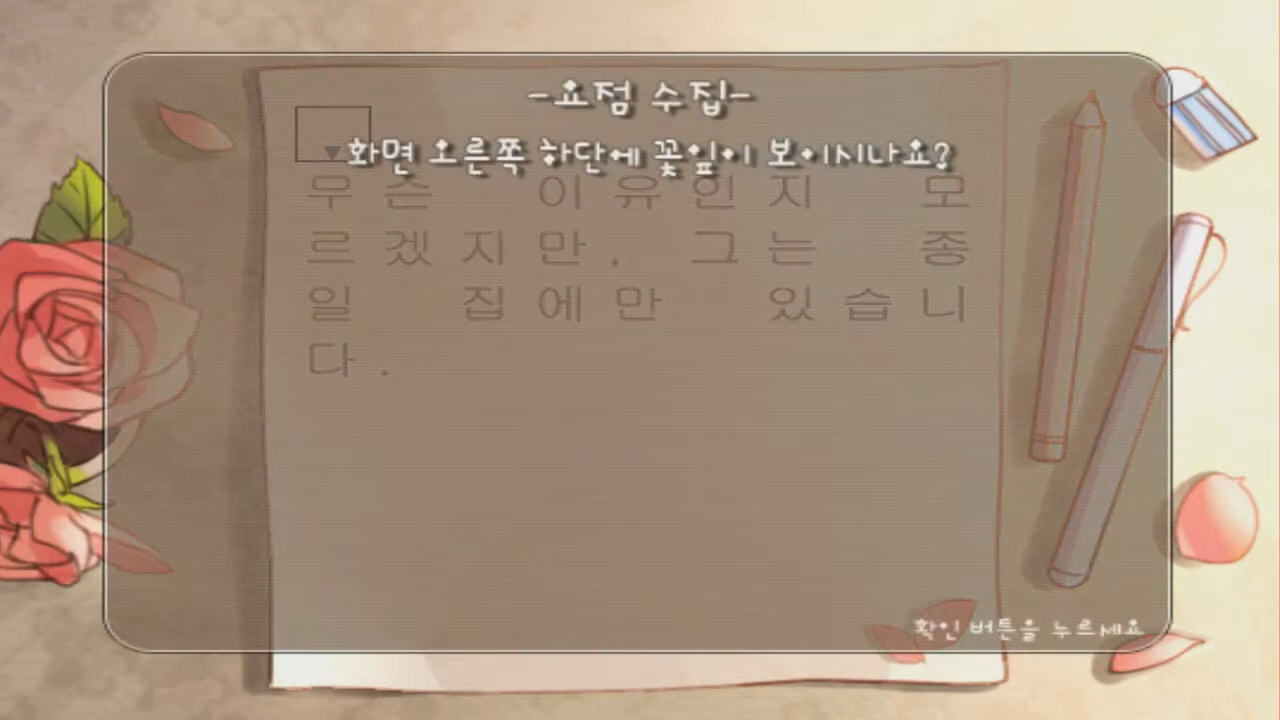 -요점 수집-
화면 오른쪽 하단에 꽃잎이 보이시나요?
무슨 이유인지 모
르겠지만, 그는 종
일 집에만 있습니
다.
확인 버튼을 누르세요